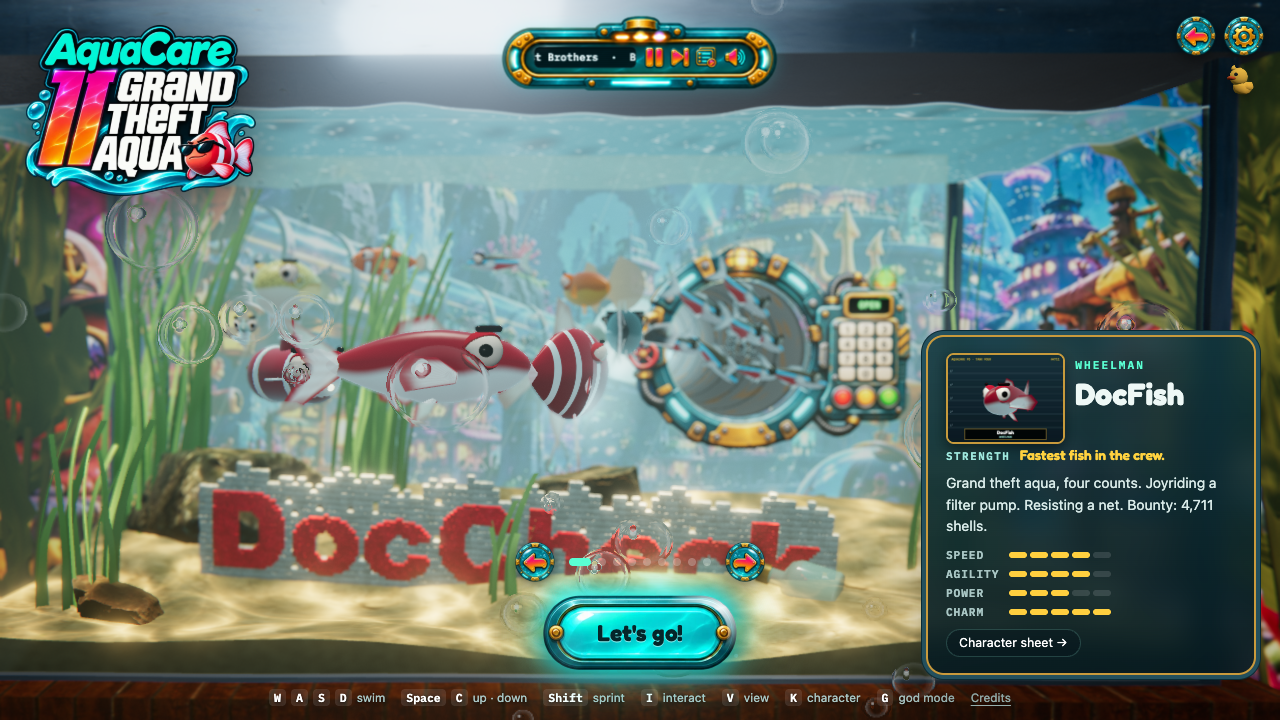 AquaCare
11 GRAND
THEFT
AQUA
t Brothers · B
OPEN
DocCheck
WHEELMAN
DocFish
DocFish
STRENGTH Fastest fish in the crew.
Grand theft aqua, four counts. Joyriding a
filter pump. Resisting a net. Bounty: 4,711
shells.
SPEED
AGILITY
POWER
CHARM
Character sheet →
Let's go!
W A S D swim Space C up · down Shift sprint I interact V view K character G god mode Credits